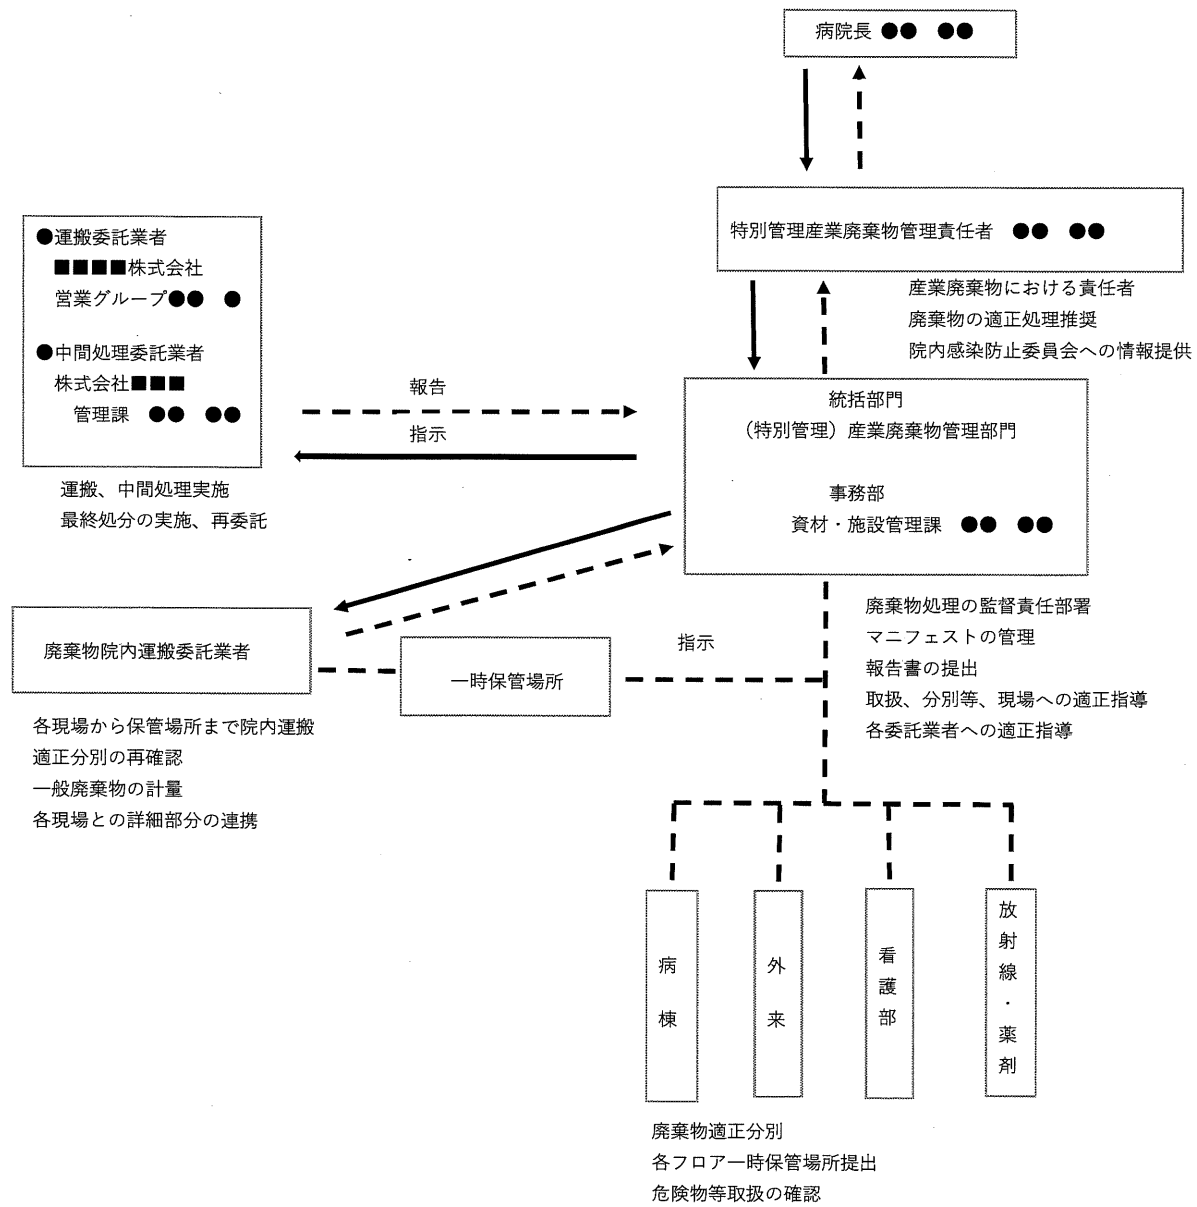 病院長 ●● ●●
特別管理産業廃棄物管理責任者 ●● ●●
産業廃棄物における責任者
廃棄物の適正処理推奨
院内感染防止委員会への情報提供
●運搬委託業者
■■■■株式会社
営業グループ●● ●
●中間処理委託業者
株式会社■■■
管理課 ●● ●●
運搬、中間処理実施
最終処分の実施、再委託
報告
指示
統括部門
（特別管理）産業廃棄物管理部門
事務部
資材・施設管理課 ●● ●●
廃棄物処理の監督責任部署
マニフェストの管理
報告書の提出
取扱、分別等、現場への適正指導
各委託業者への適正指導
廃棄物院内運搬委託業者
一時保管場所
指示
各現場から保管場所まで院内運搬
適正分別の再確認
一般廃棄物の計量
各現場との詳細部分の連携
病棟
外来
看護部
放射線・薬剤
廃棄物適正分別
各フロア一時保管場所提出
危険物等取扱の確認